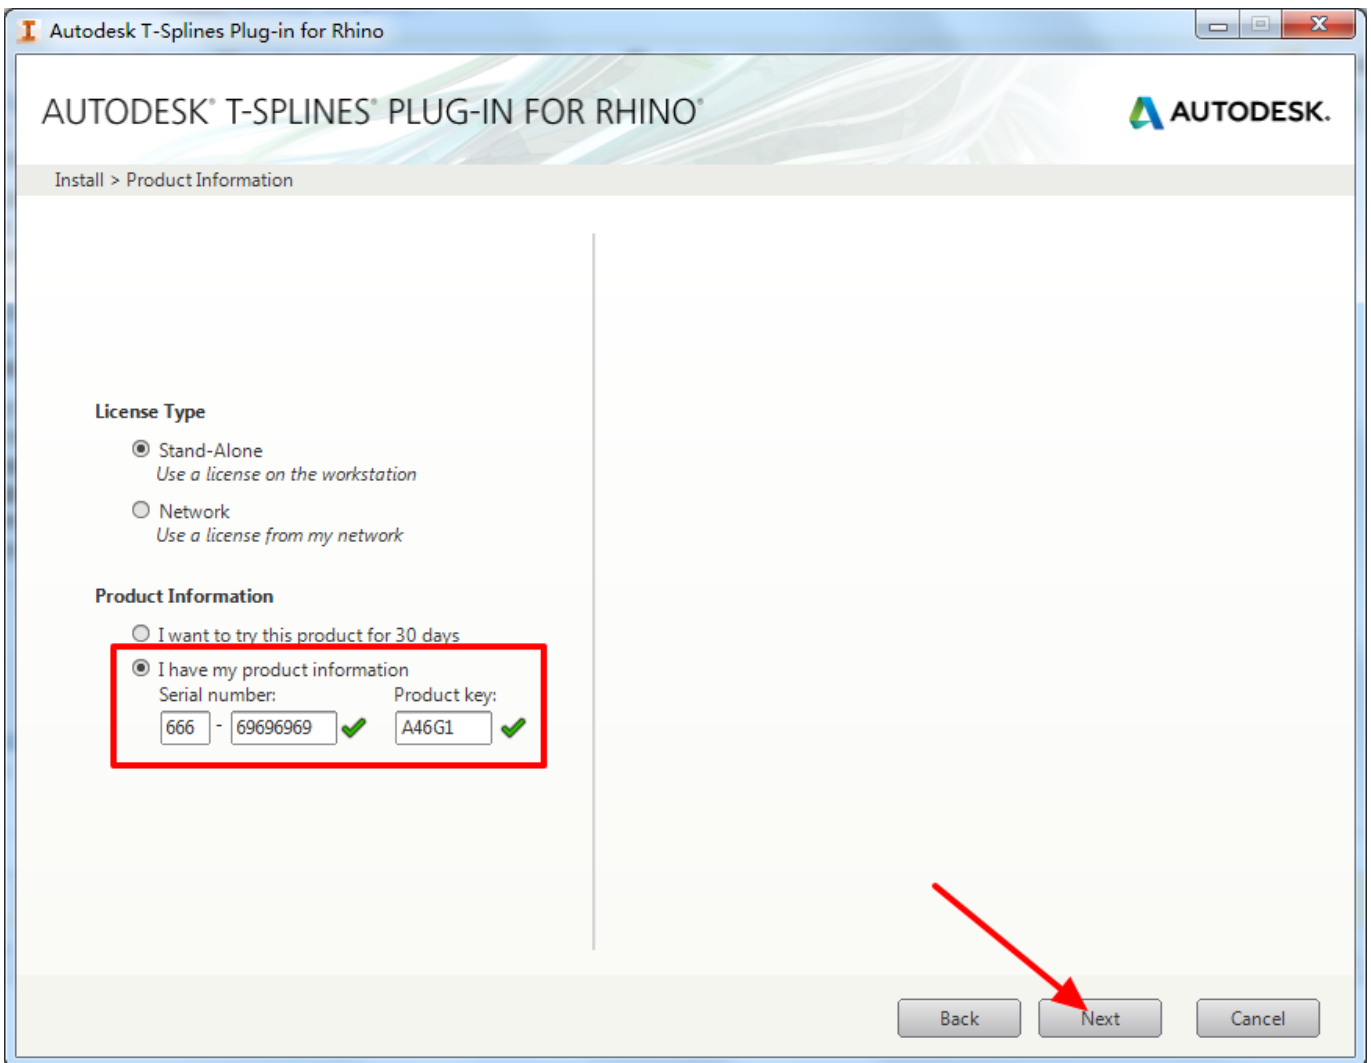 Autodesk T-Splines Plug-in for Rhino
AUTODESK® T-SPLINES® PLUG-IN FOR RHINO®
AUTODESK.
Install > Product Information
License Type
Stand-Alone
Use a license on the workstation
Network
Use a license from my network
Product Information
I want to try this product for 30 days
I have my product information
Serial number: Product key:
666 - 69696969 A46G1
Back Next Cancel